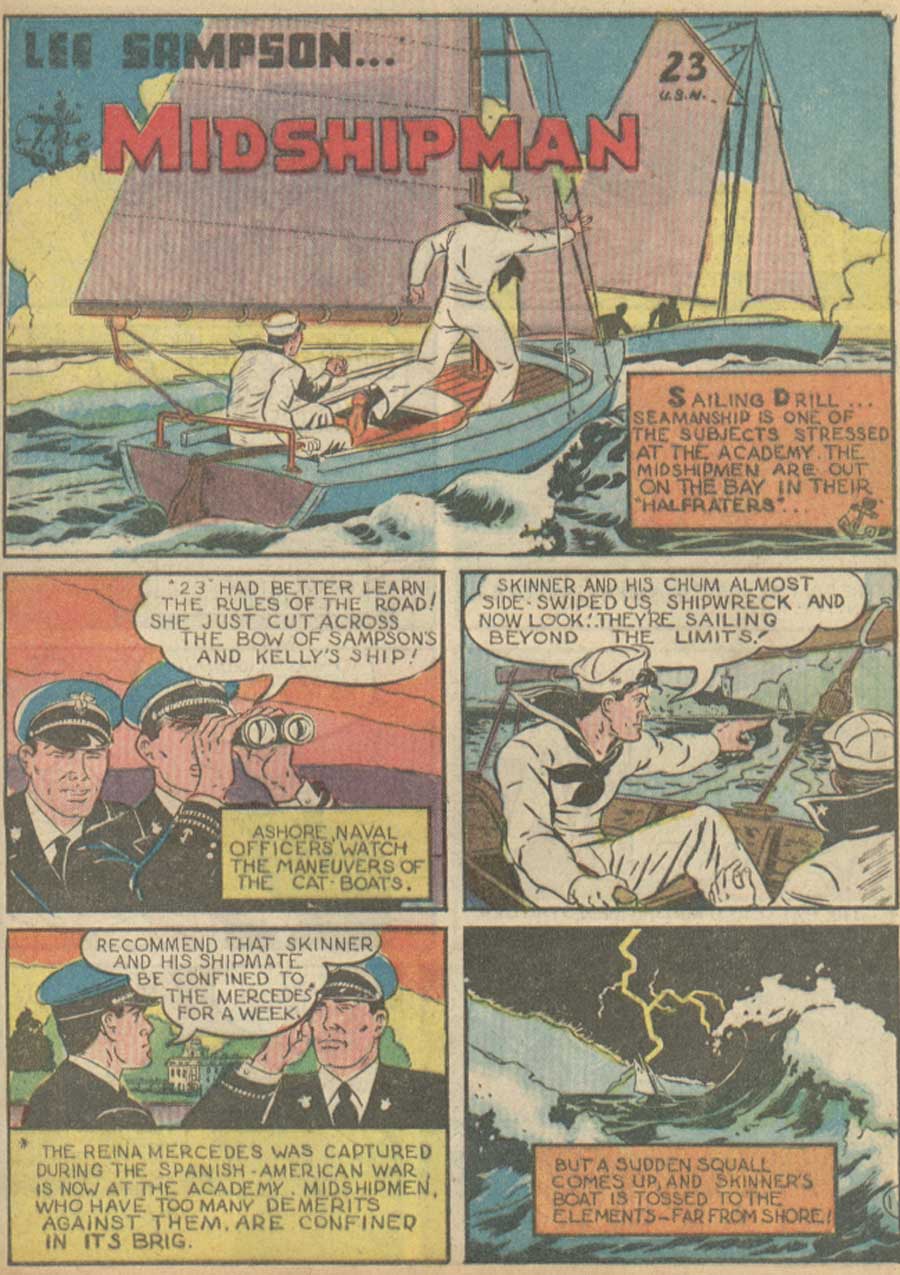 LEE SAMPSON...
MIDSHIPMAN
23
U.S.N.
SAILING DRILL...
SEAMANSHIP IS ONE OF
THE SUBJECTS STRESSED
AT THE ACADEMY. THE
MIDSHIPMEN ARE OUT
ON THE BAY IN THEIR
"HALFRATERS"...
"23" HAD BETTER LEARN
THE RULES OF THE ROAD!
SHE JUST CUT ACROSS
THE BOW OF SAMPSON'S
AND KELLY'S SHIP!
ASHORE, NAVAL
OFFICERS WATCH
THE MANEUVERS OF
THE CAT-BOATS.
SKINNER AND HIS CHUM ALMOST
SIDE-SWIPED US, SHIPWRECK AND
NOW LOOK! THEY'RE SAILING
BEYOND THE LIMITS!
RECOMMEND THAT SKINNER
AND HIS SHIPMATE
BE CONFINED TO
THE MERCEDES*
FOR A WEEK.
* THE REINA MERCEDES WAS CAPTURED
DURING THE SPANISH-AMERICAN WAR,
IS NOW AT THE ACADEMY. MIDSHIPMEN,
WHO HAVE TOO MANY DEMERITS
AGAINST THEM, ARE CONFINED
IN ITS BRIG.
BUT A SUDDEN SQUALL
COMES UP, AND SKINNER'S
BOAT IS TOSSED TO THE
ELEMENTS-FAR FROM SHORE!
1